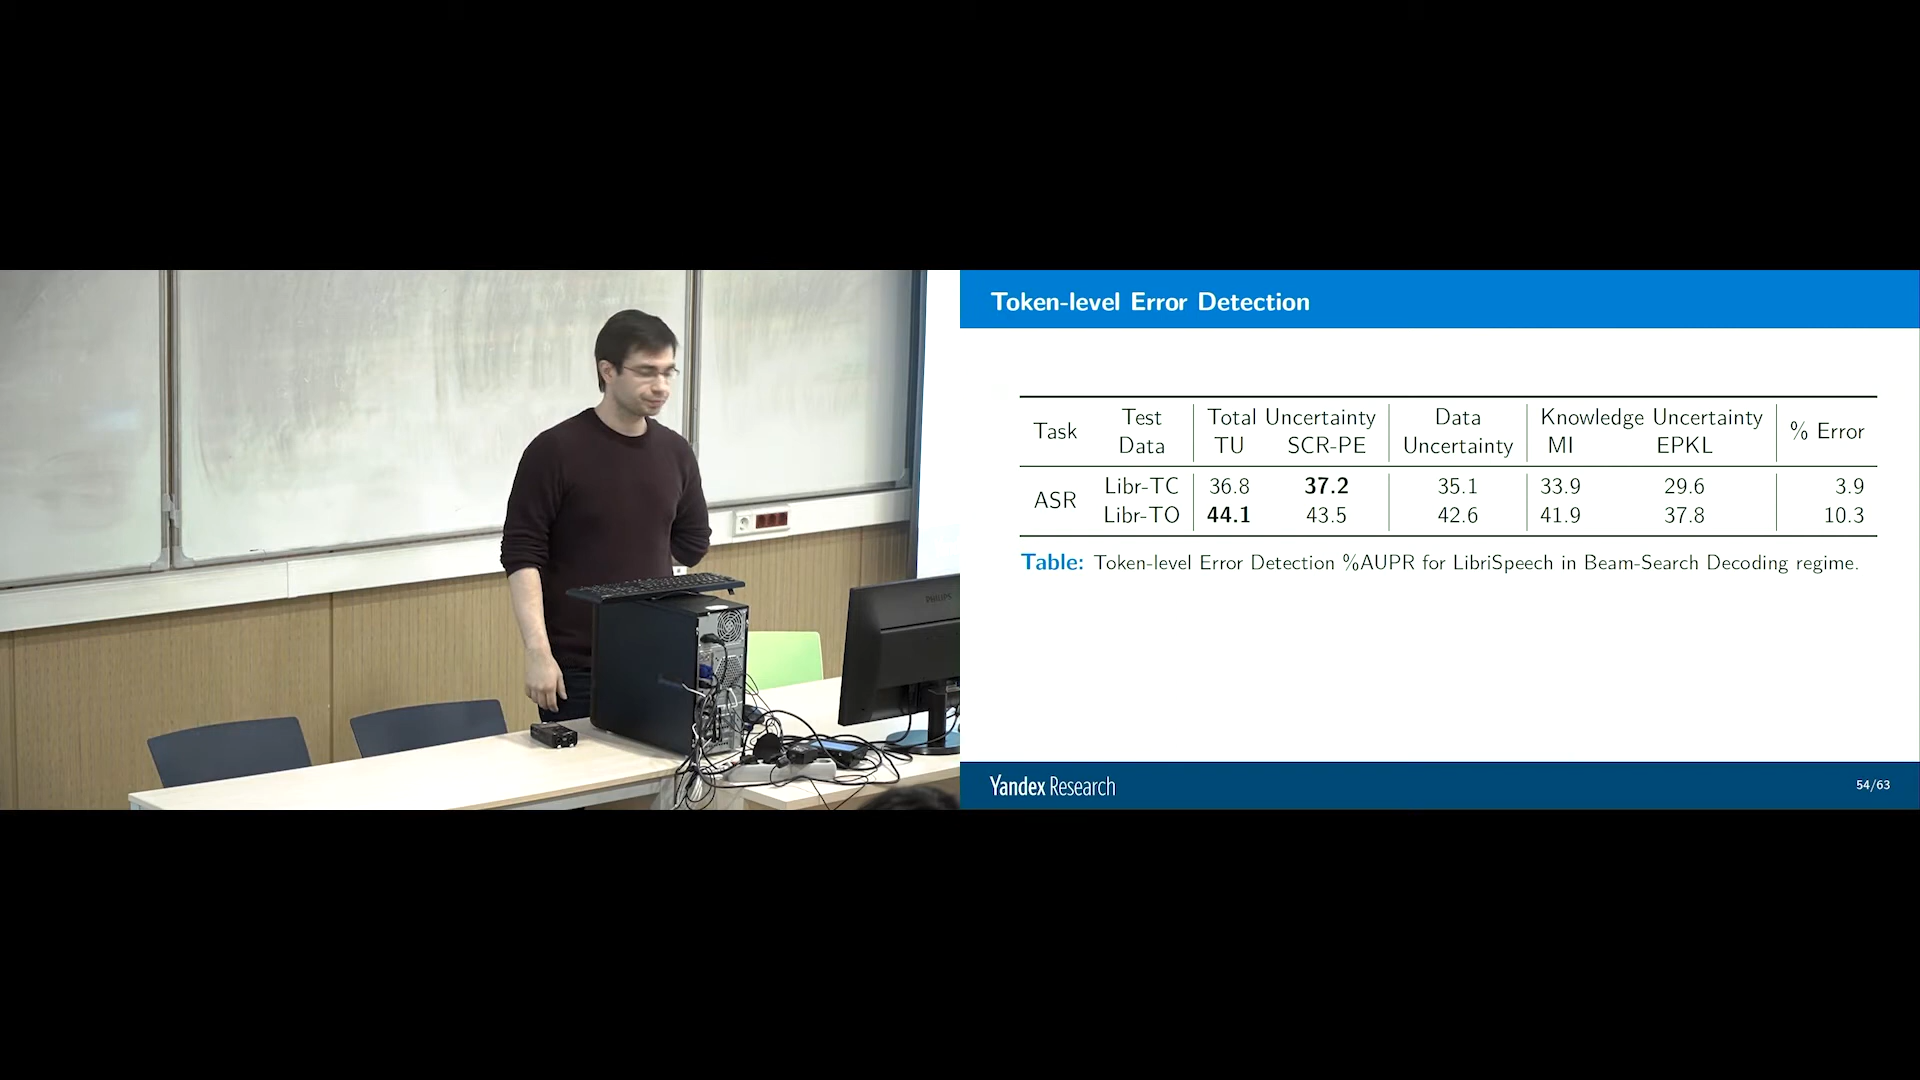 Token-level Error Detection
Task Test Data Total Uncertainty Data Uncertainty Knowledge Uncertainty % Error
TU SCR-PE MI EPKL
ASR Libr-TC 36.8 37.2 35.1 33.9 29.6 3.9
Libr-TO 44.1 43.5 42.6 41.9 37.8 10.3
Table: Token-level Error Detection %AUPR for LibriSpeech in Beam-Search Decoding regime.
Yandex Research
54/63
PHILIPS